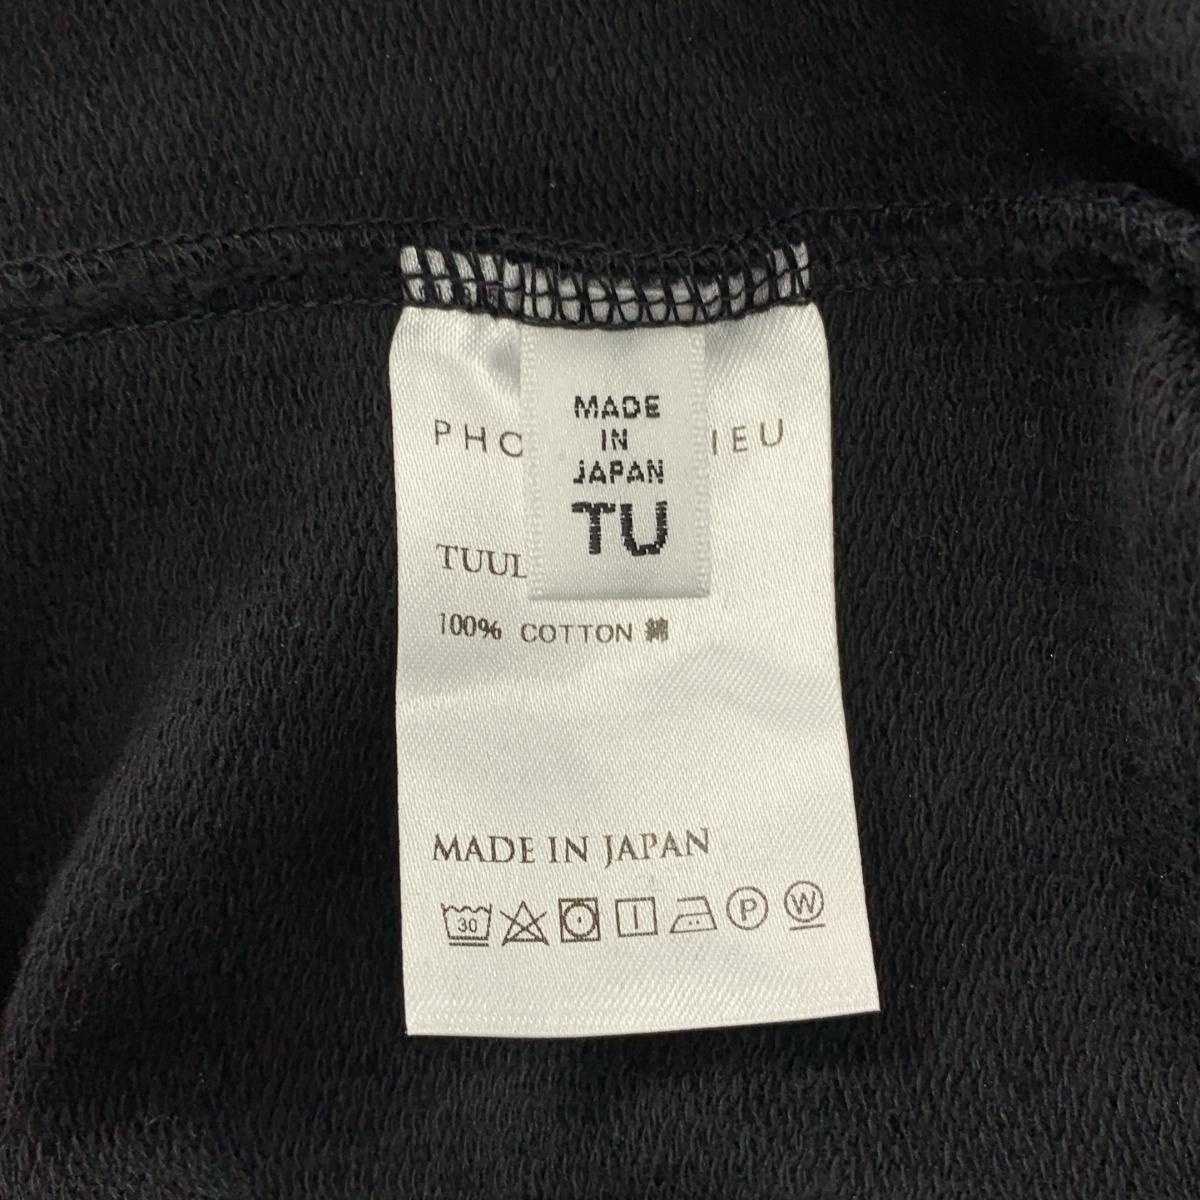 MADE
IN
JAPAN
TU
PHO IEU
TUUL
100% COTTON 綿
MADE IN JAPAN
30 P W